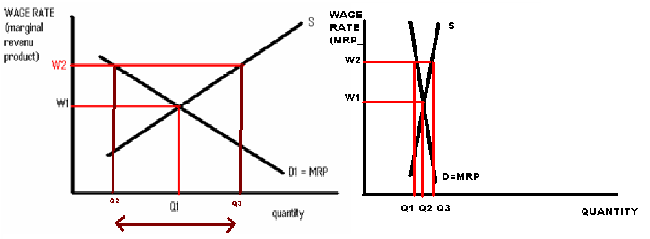 WAGE RATE
(marginal
revenu
product)
W2
W1
S
D1 = MRP
Q2
Q1
Q3
quantity
WAGE
RATE
(MRP
W2
W1
S
D=MRP
Q1 Q2 Q3
QUANTITY